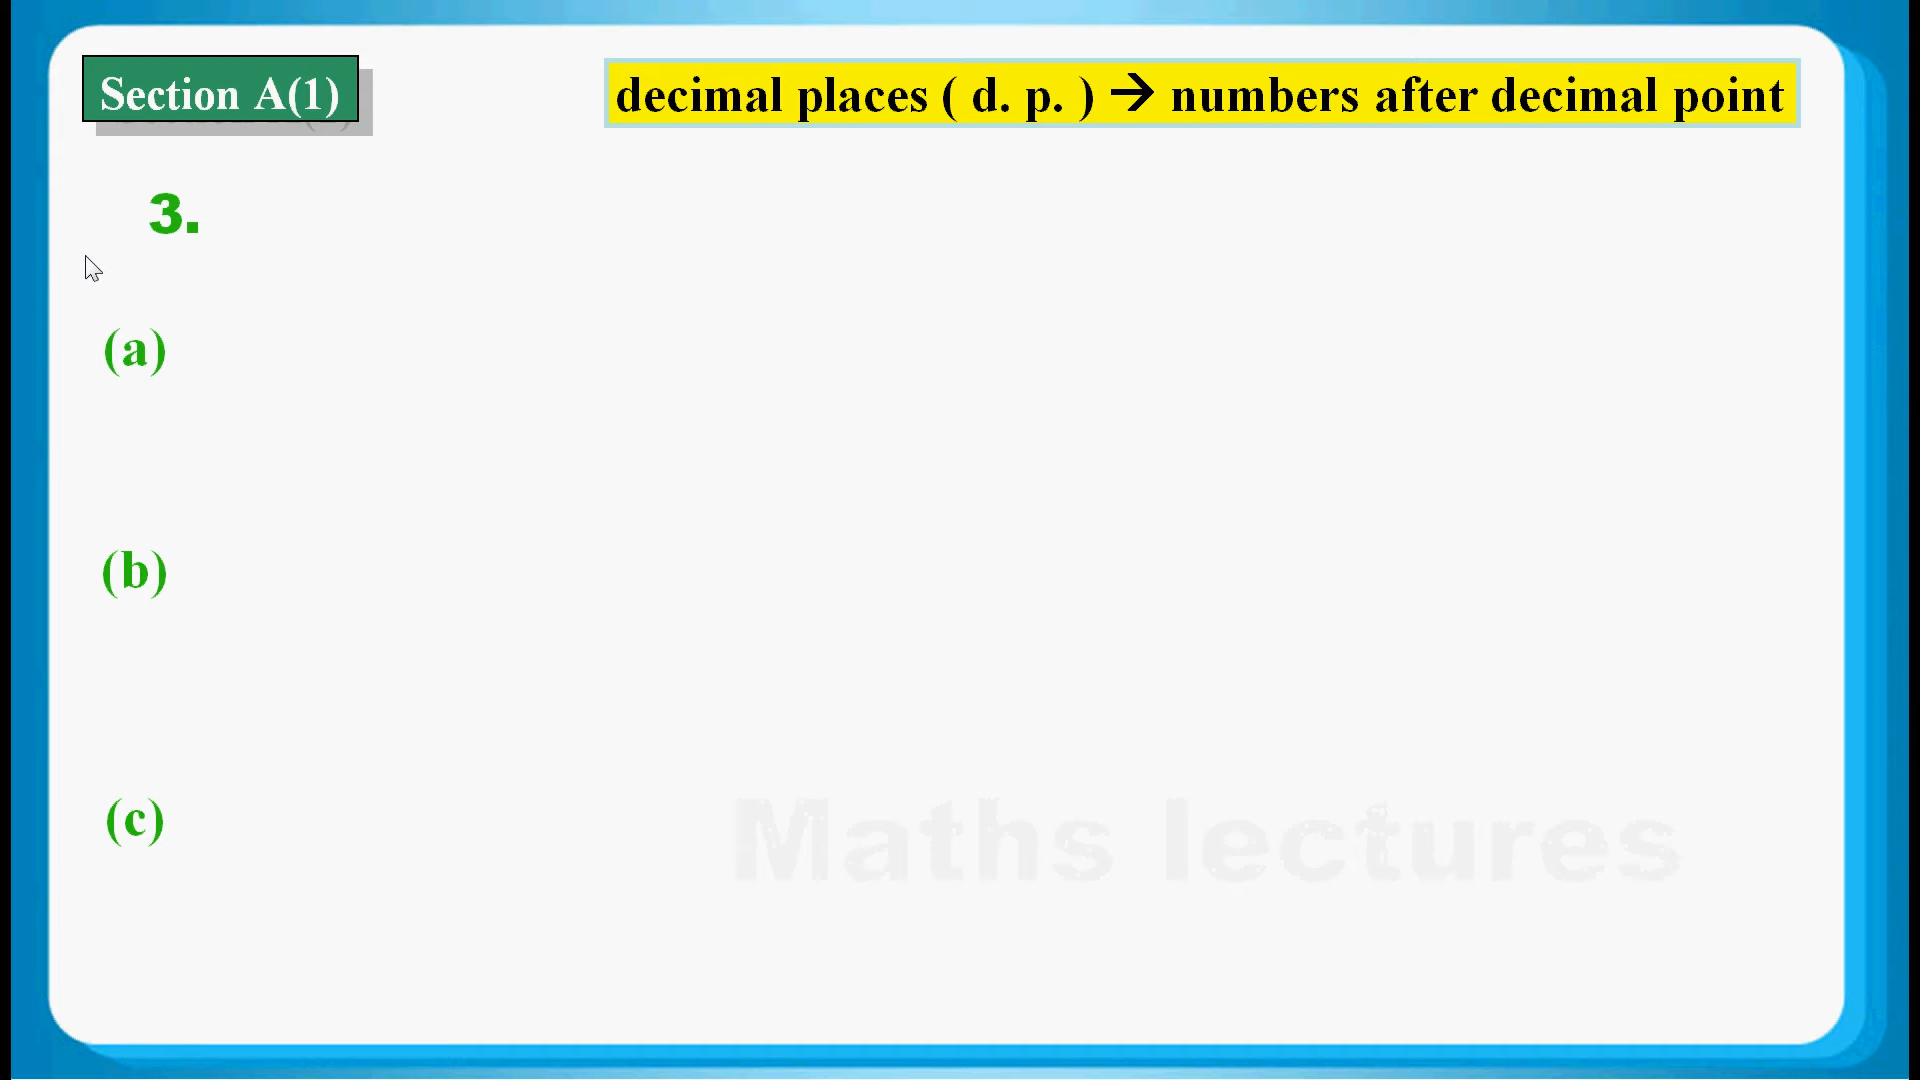 Section A(1)
decimal places ( d. p. ) → numbers after decimal point
3.
(a)
(b)
(c)
Maths lectures